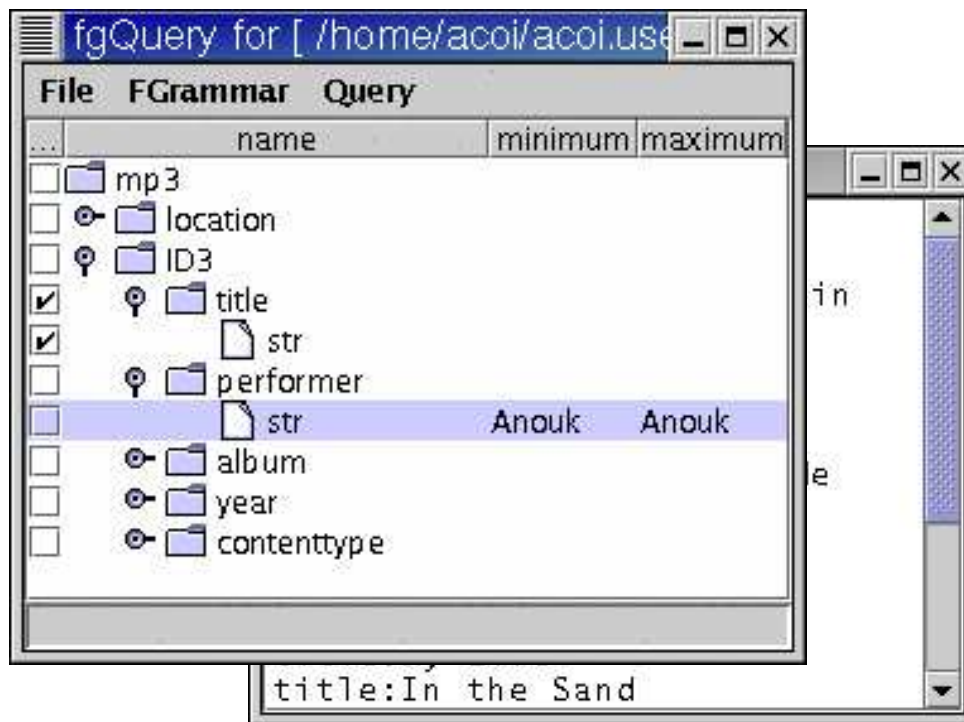 fgQuery for [ /home/acoi/acoi.use
File FGrammar Query
... name minimum maximum
mp3
location
ID3
title
str
performer
str Anouk Anouk
album
year
contenttype
in
title:In the Sand